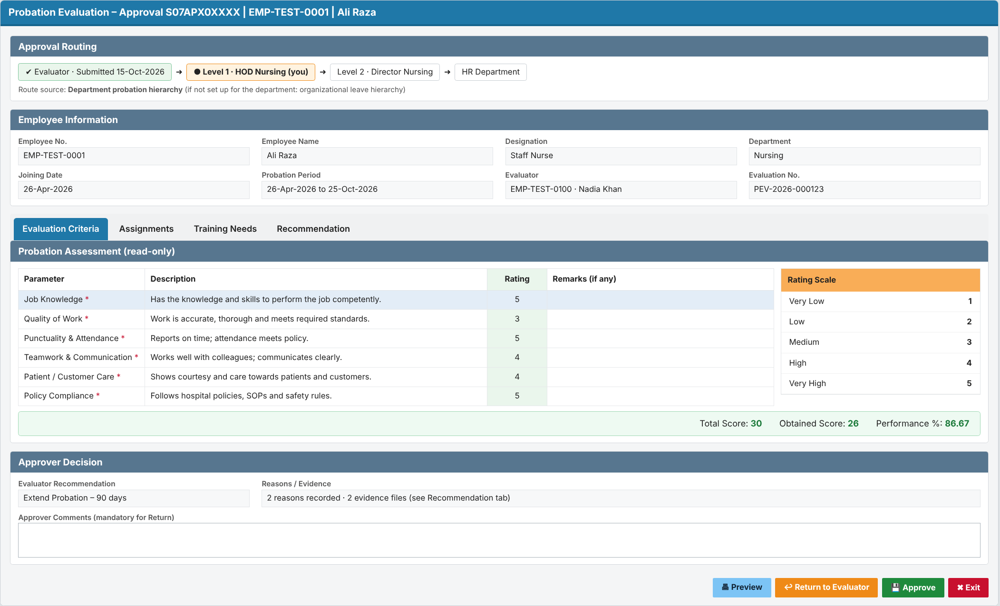 Probation Evaluation – Approval S07APX0XXXX | EMP-TEST-0001 | Ali Raza
Approval Routing
✔ Evaluator · Submitted 15-Oct-2026 ➜ ● Level 1 · HOD Nursing (you) ➜ Level 2 · Director Nursing ➜ HR Department
Route source: Department probation hierarchy (if not set up for the department: organizational leave hierarchy)
Employee Information
Employee No. Employee Name Designation Department
EMP-TEST-0001 Ali Raza Staff Nurse Nursing
Joining Date Probation Period Evaluator Evaluation No.
26-Apr-2026 26-Apr-2026 to 25-Oct-2026 EMP-TEST-0100 · Nadia Khan PEV-2026-000123
Evaluation Criteria Assignments Training Needs Recommendation
Probation Assessment (read-only)
Parameter Description Rating Remarks (if any)
Job Knowledge * Has the knowledge and skills to perform the job competently. 5
Quality of Work * Work is accurate, thorough and meets required standards. 3
Punctuality & Attendance * Reports on time; attendance meets policy. 5
Teamwork & Communication * Works well with colleagues; communicates clearly. 4
Patient / Customer Care * Shows courtesy and care towards patients and customers. 4
Policy Compliance * Follows hospital policies, SOPs and safety rules. 5
Rating Scale
Very Low 1
Low 2
Medium 3
High 4
Very High 5
Total Score: 30 Obtained Score: 26 Performance %: 86.67
Approver Decision
Evaluator Recommendation Reasons / Evidence
Extend Probation – 90 days 2 reasons recorded · 2 evidence files (see Recommendation tab)
Approver Comments (mandatory for Return)
🖶 Preview ↩ Return to Evaluator 💾 Approve ✖ Exit